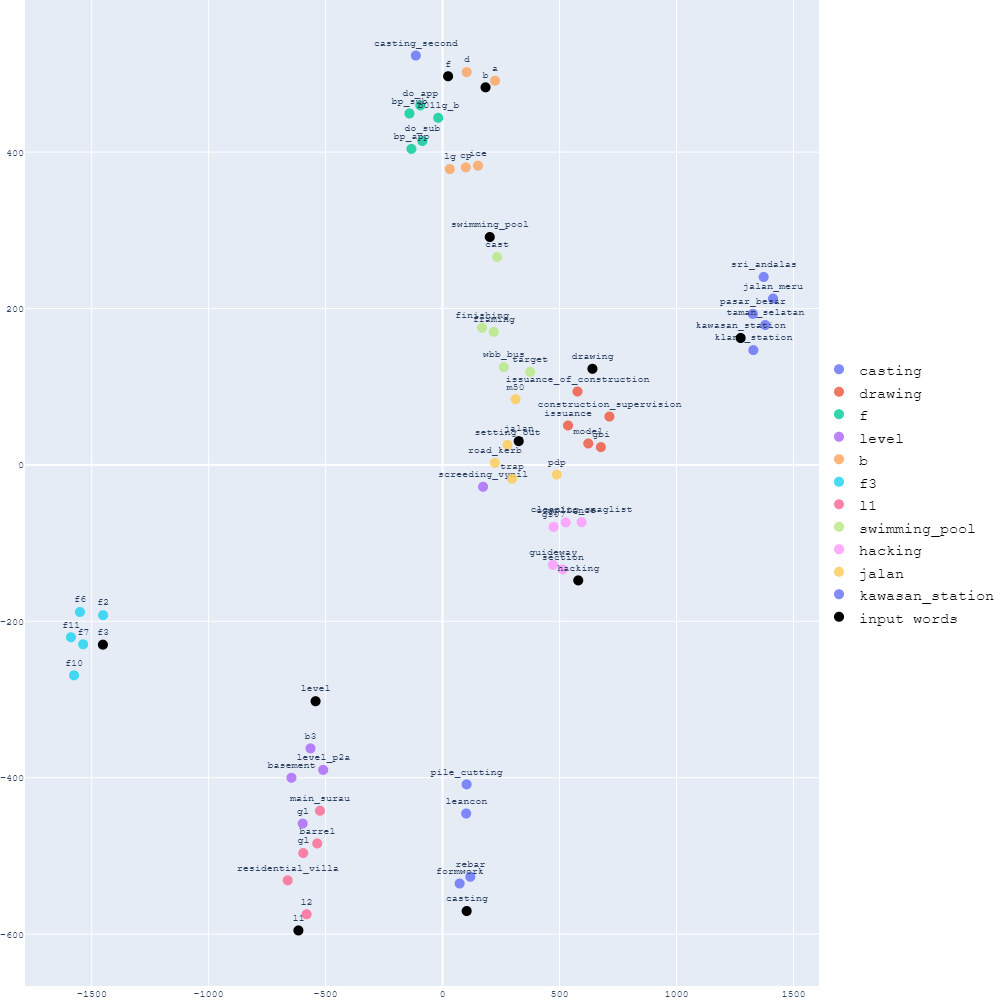 casting_second
f
d
a
b
do_app
bp_sub
do_sub
bp_app
lg
cp
ice
swimming_pool
cast
sri_andalas
jalan_meru
pasar_besar
taman_selatan
kawasan_station
klang_station
finishing
framing
wbb_bus
target
drawing
issuance_of_construction
m50
construction_supervision
issuance
jalan
setting_out
model
gbi
road_kerb
trap
pdp
screeding_vynil
guideway
section
hacking
f6
f2
f11
f7
f3
f10
level
b3
level_p2a
basement
main_surau
gl
barrel
gl
residential_villa
l2
l1
pile_cutting
leancon
rebar
formwork
casting
400
200
0
−200
−400
−600
−1500
−1000
−500
0
500
1000
1500
casting
drawing
f
level
b
f3
l1
swimming_pool
hacking
jalan
kawasan_station
input words